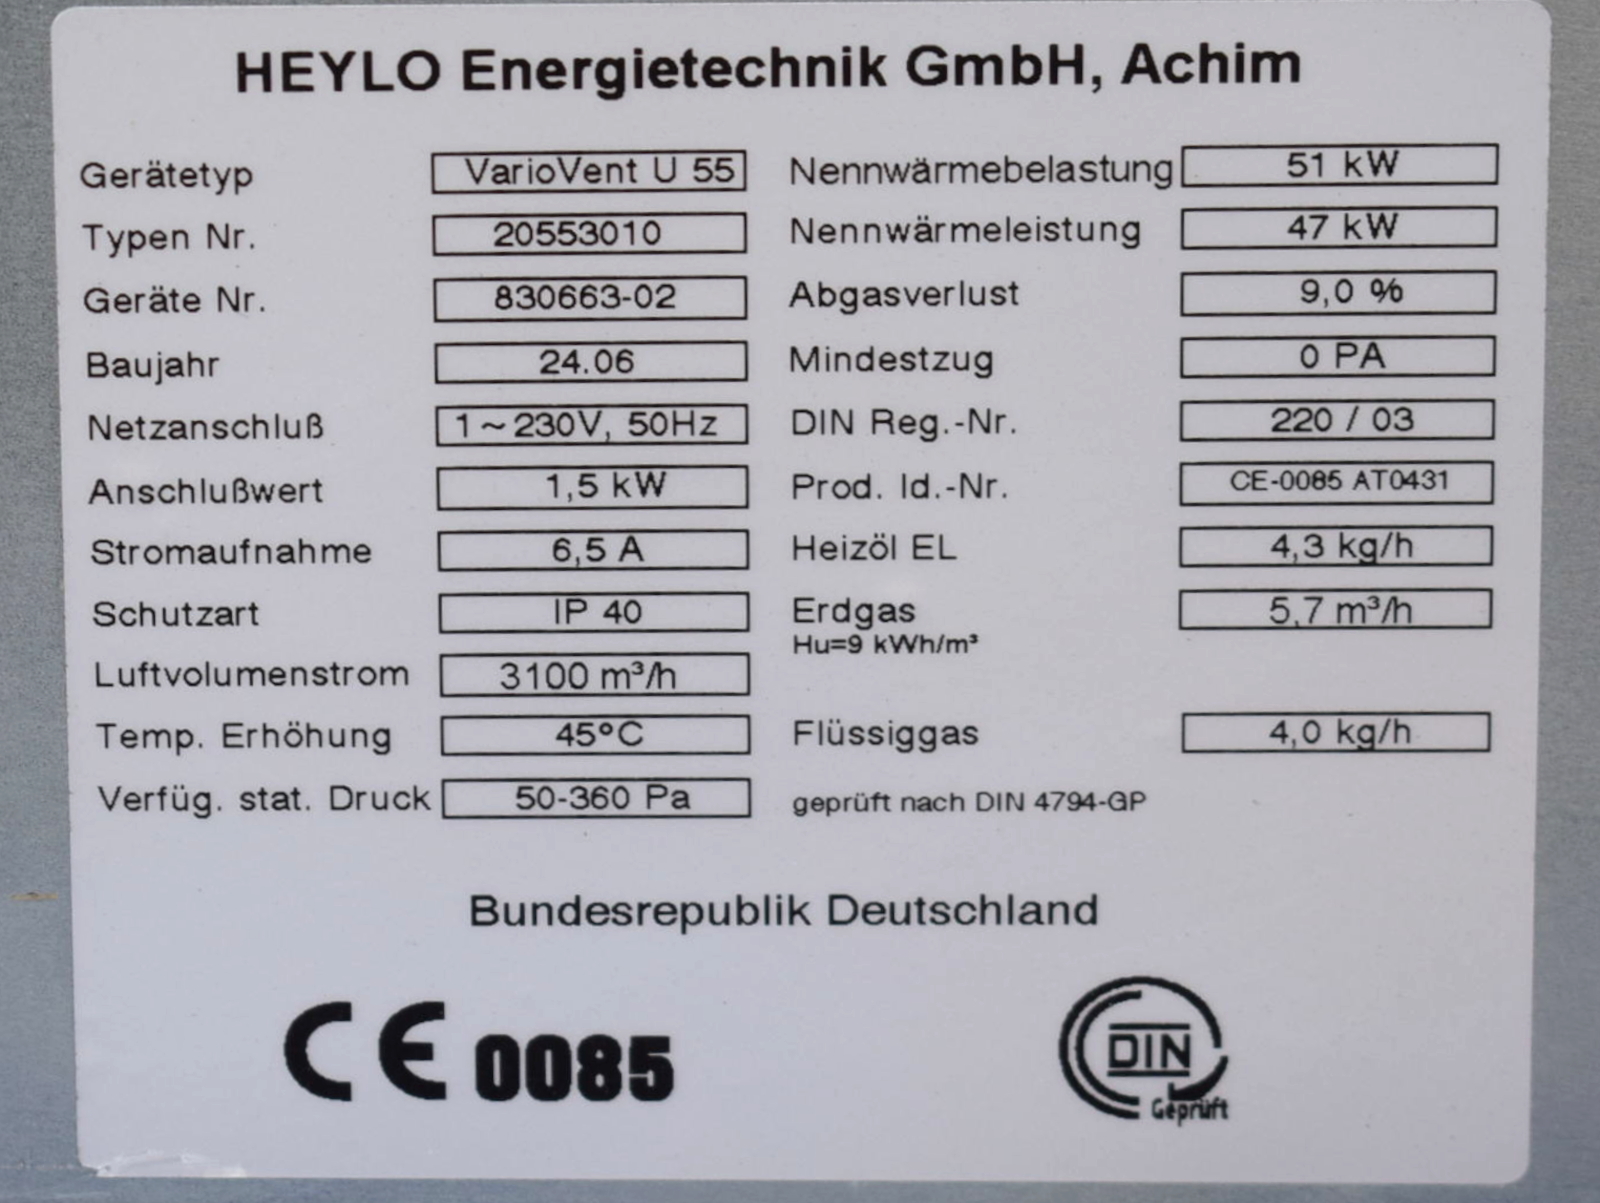 HEYLO Energietechnik GmbH, Achim
Gerätetyp VarioVent U 55
Typen Nr. 20553010
Geräte Nr. 830663-02
Baujahr 24.06
Netzanschluß 1~230V, 50Hz
Anschlußwert 1,5 kW
Stromaufnahme 6,5 A
Schutzart IP 40
Luftvolumenstrom 3100 m³/h
Temp. Erhöhung 45°C
Verfüg. stat. Druck 50-360 Pa
Nennwärmebelastung 51 kW
Nennwärmeleistung 47 kW
Abgasverlust 9,0 %
Mindestzug 0 PA
DIN Reg.-Nr. 220 / 03
Prod. Id.-Nr. CE-0085 AT0431
Heizöl EL 4,3 kg/h
Erdgas 5,7 m³/h
Hu=9 kWh/m³
Flüssiggas 4,0 kg/h
geprüft nach DIN 4794-GP
Bundesrepublik Deutschland
CE 0085
DIN
Geprüft